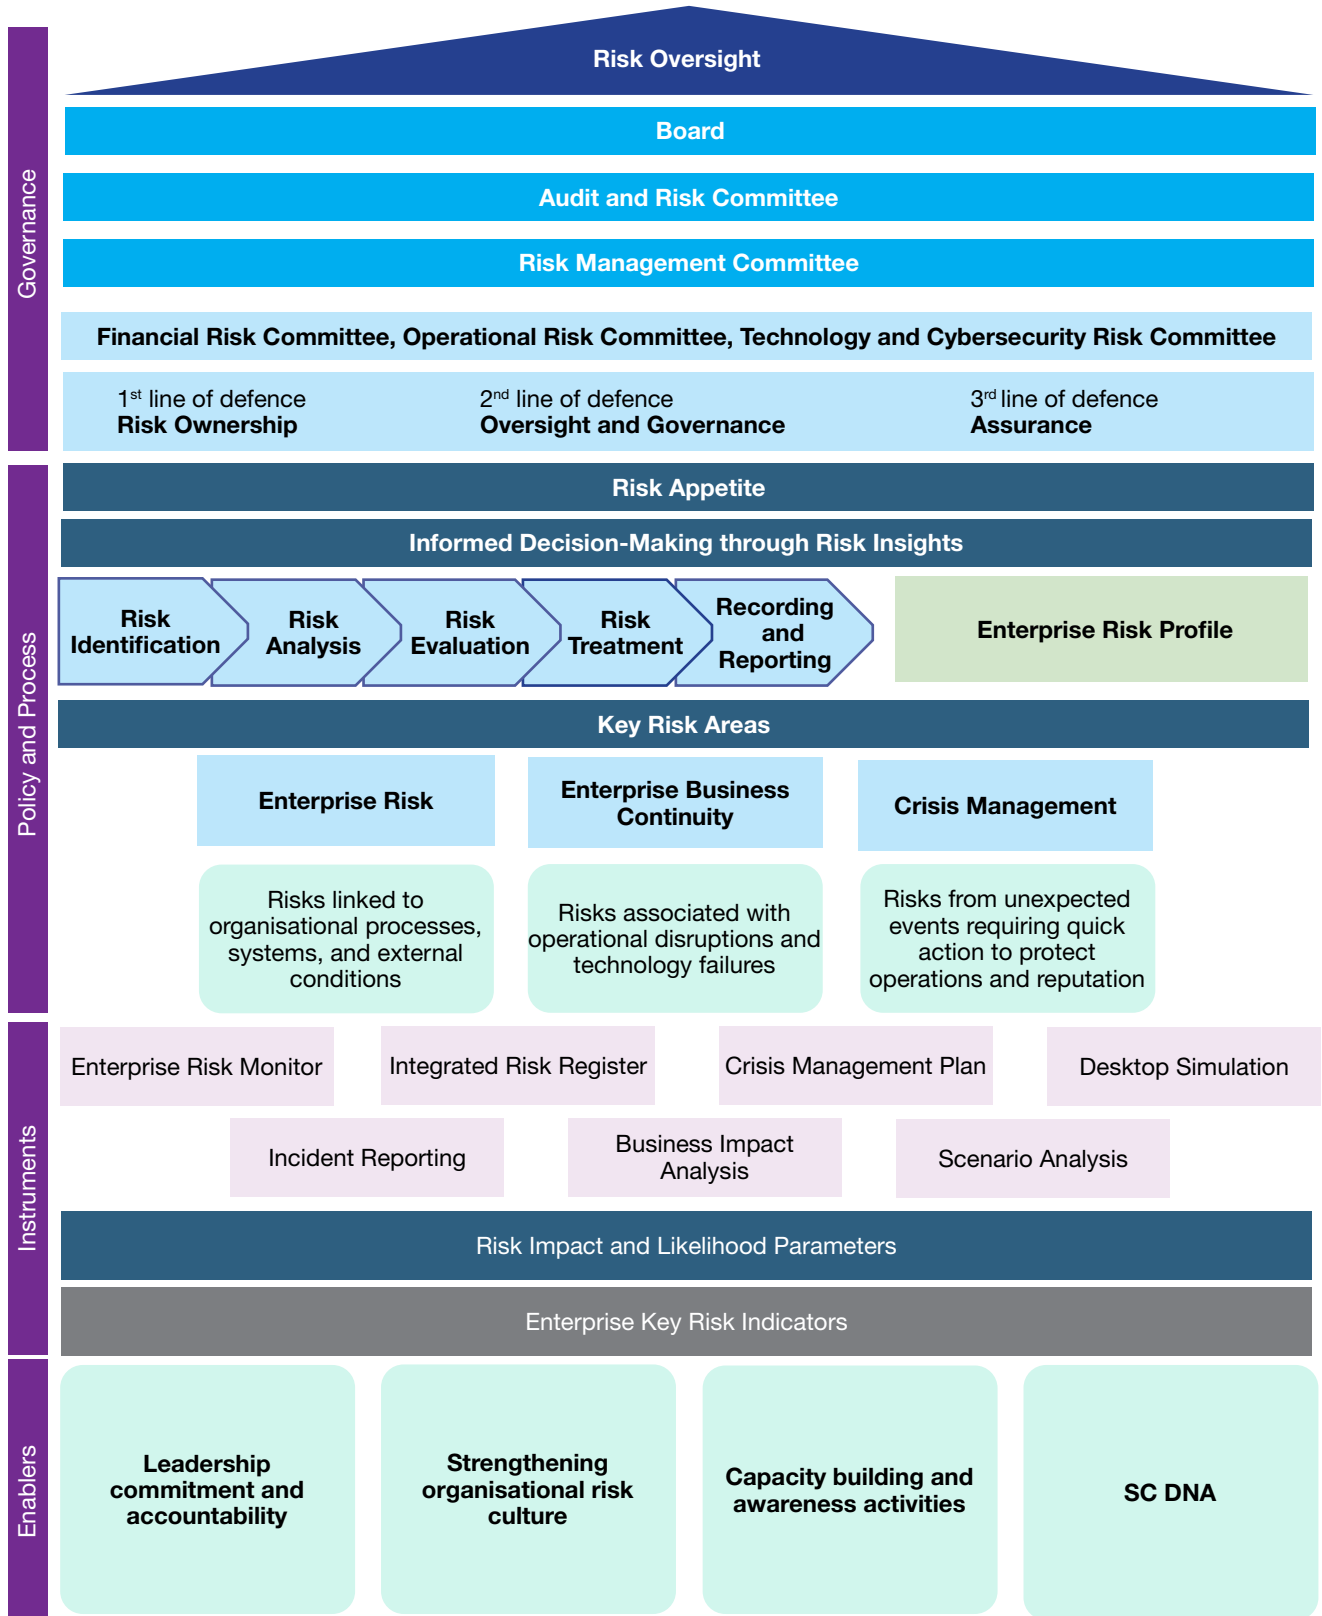 Governance
Risk Oversight
Board
Audit and Risk Committee
Risk Management Committee
Financial Risk Committee, Operational Risk Committee, Technology and Cybersecurity Risk Committee
1st line of defence
Risk Ownership
2nd line of defence
Oversight and Governance
3rd line of defence
Assurance
Policy and Process
Risk Appetite
Informed Decision-Making through Risk Insights
Risk
Identification
Risk
Analysis
Risk
Evaluation
Risk
Treatment
Recording
and
Reporting
Enterprise Risk Profile
Key Risk Areas
Enterprise Risk
Enterprise Business
Continuity
Crisis Management
Risks linked to
organisational processes,
systems, and external
conditions
Risks associated with
operational disruptions and
technology failures
Risks from unexpected
events requiring quick
action to protect
operations and reputation
Instruments
Enterprise Risk Monitor
Integrated Risk Register
Crisis Management Plan
Desktop Simulation
Incident Reporting
Business Impact
Analysis
Scenario Analysis
Risk Impact and Likelihood Parameters
Enterprise Key Risk Indicators
Enablers
Leadership
commitment and
accountability
Strengthening
organisational risk
culture
Capacity building and
awareness activities
SC DNA